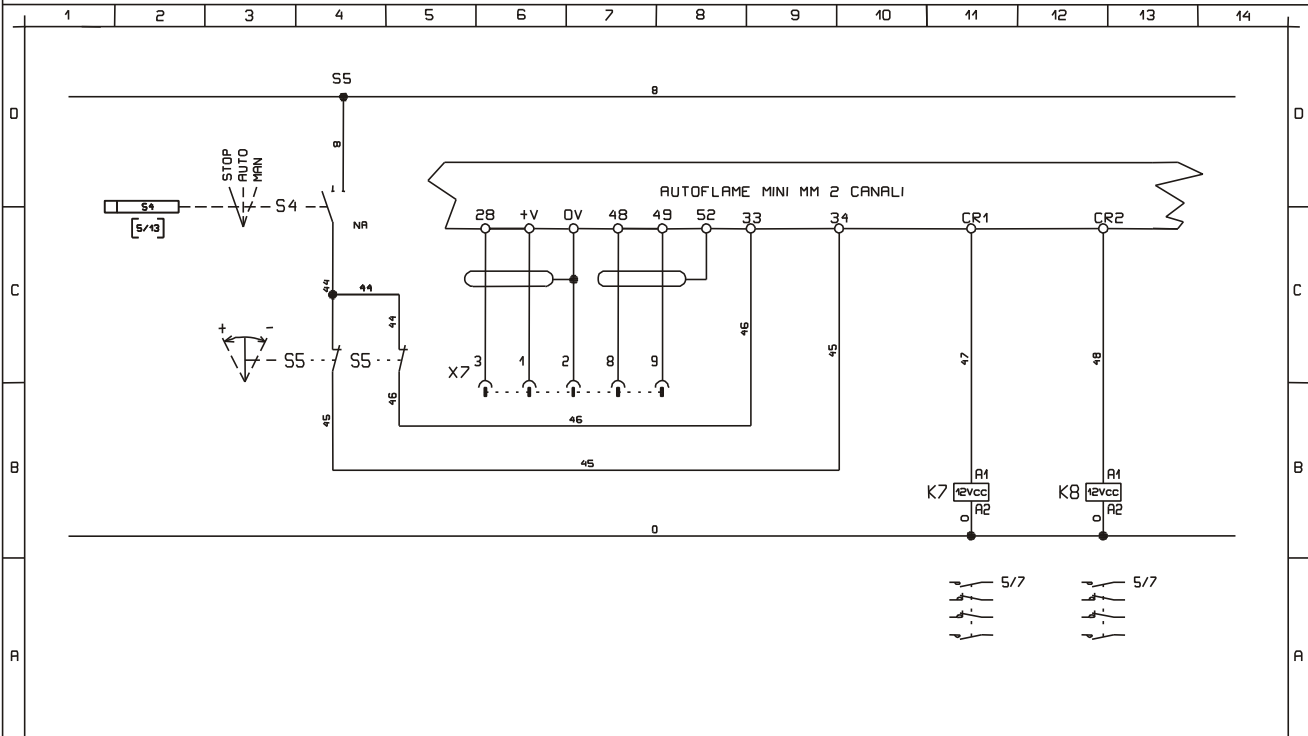 1 2 3 4 5 6 7 8 9 10 11 12 13 14
S5
8
D D
8
STOP
AUTO
MAN
AUTOFLAME MINI MM 2 CANALI
S4
[5/13]
S4
NA
28 +V 0V 48 49 52 33 34 CR1 CR2
C C
44
44
44
46
45
47
48
+ -
S5 S5
X7
3 1 2 8 9
45
46
46
45
B B
K7 12Vcc A1 A2
K8 12Vcc A1 A2
0 0
0
5/7 5/7
A A